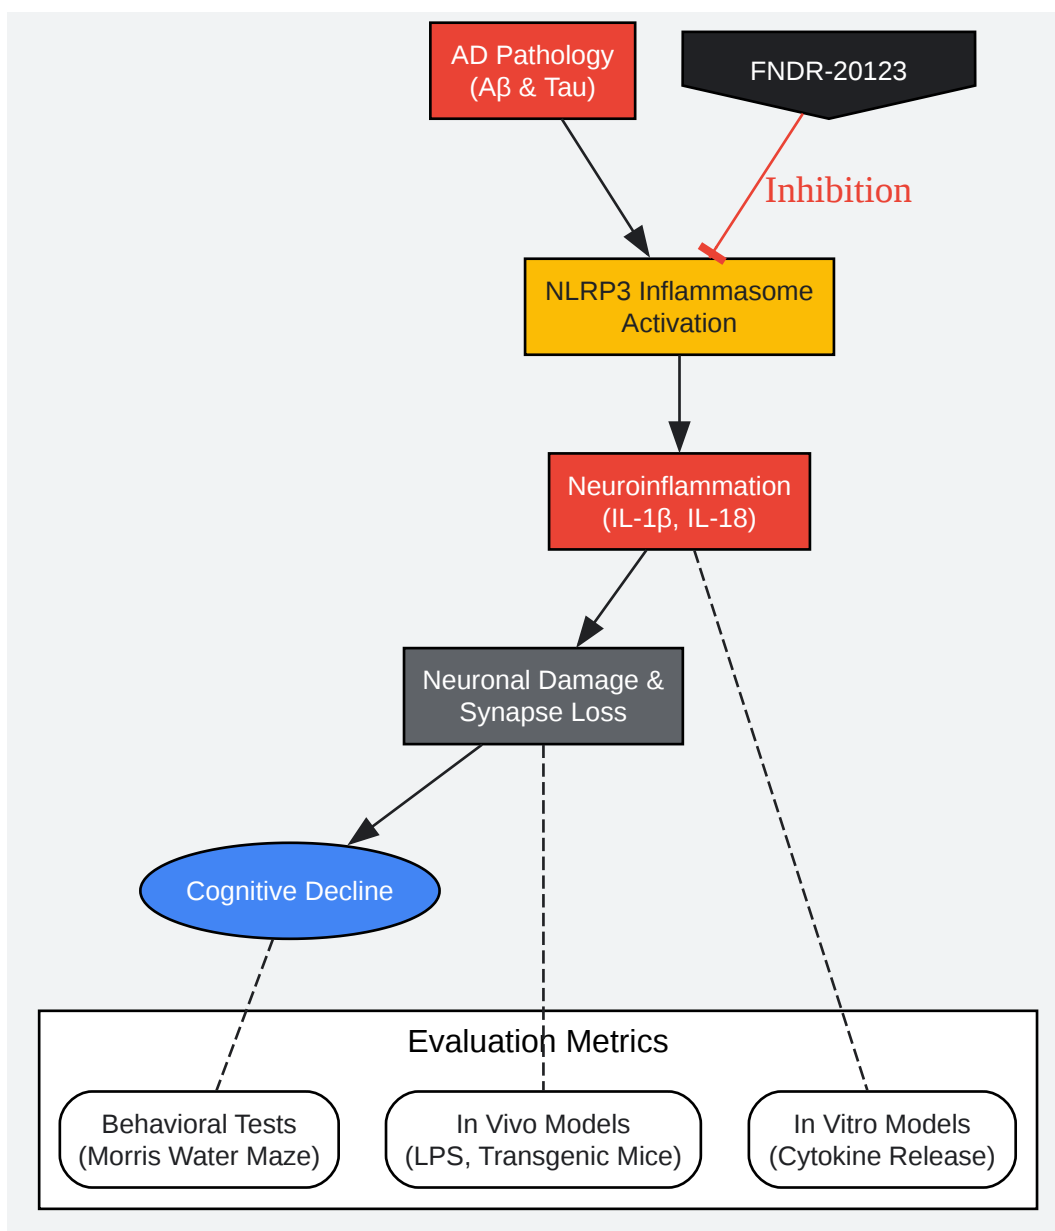 AD Pathology
(Aβ & Tau)
FNDR-20123
Inhibition
NLRP3 Inflammasome
Activation
Neuroinflammation
(IL-1β, IL-18)
Neuronal Damage &
Synapse Loss
Cognitive Decline
Evaluation Metrics
Behavioral Tests
(Morris Water Maze)
In Vivo Models
(LPS, Transgenic Mice)
In Vitro Models
(Cytokine Release)